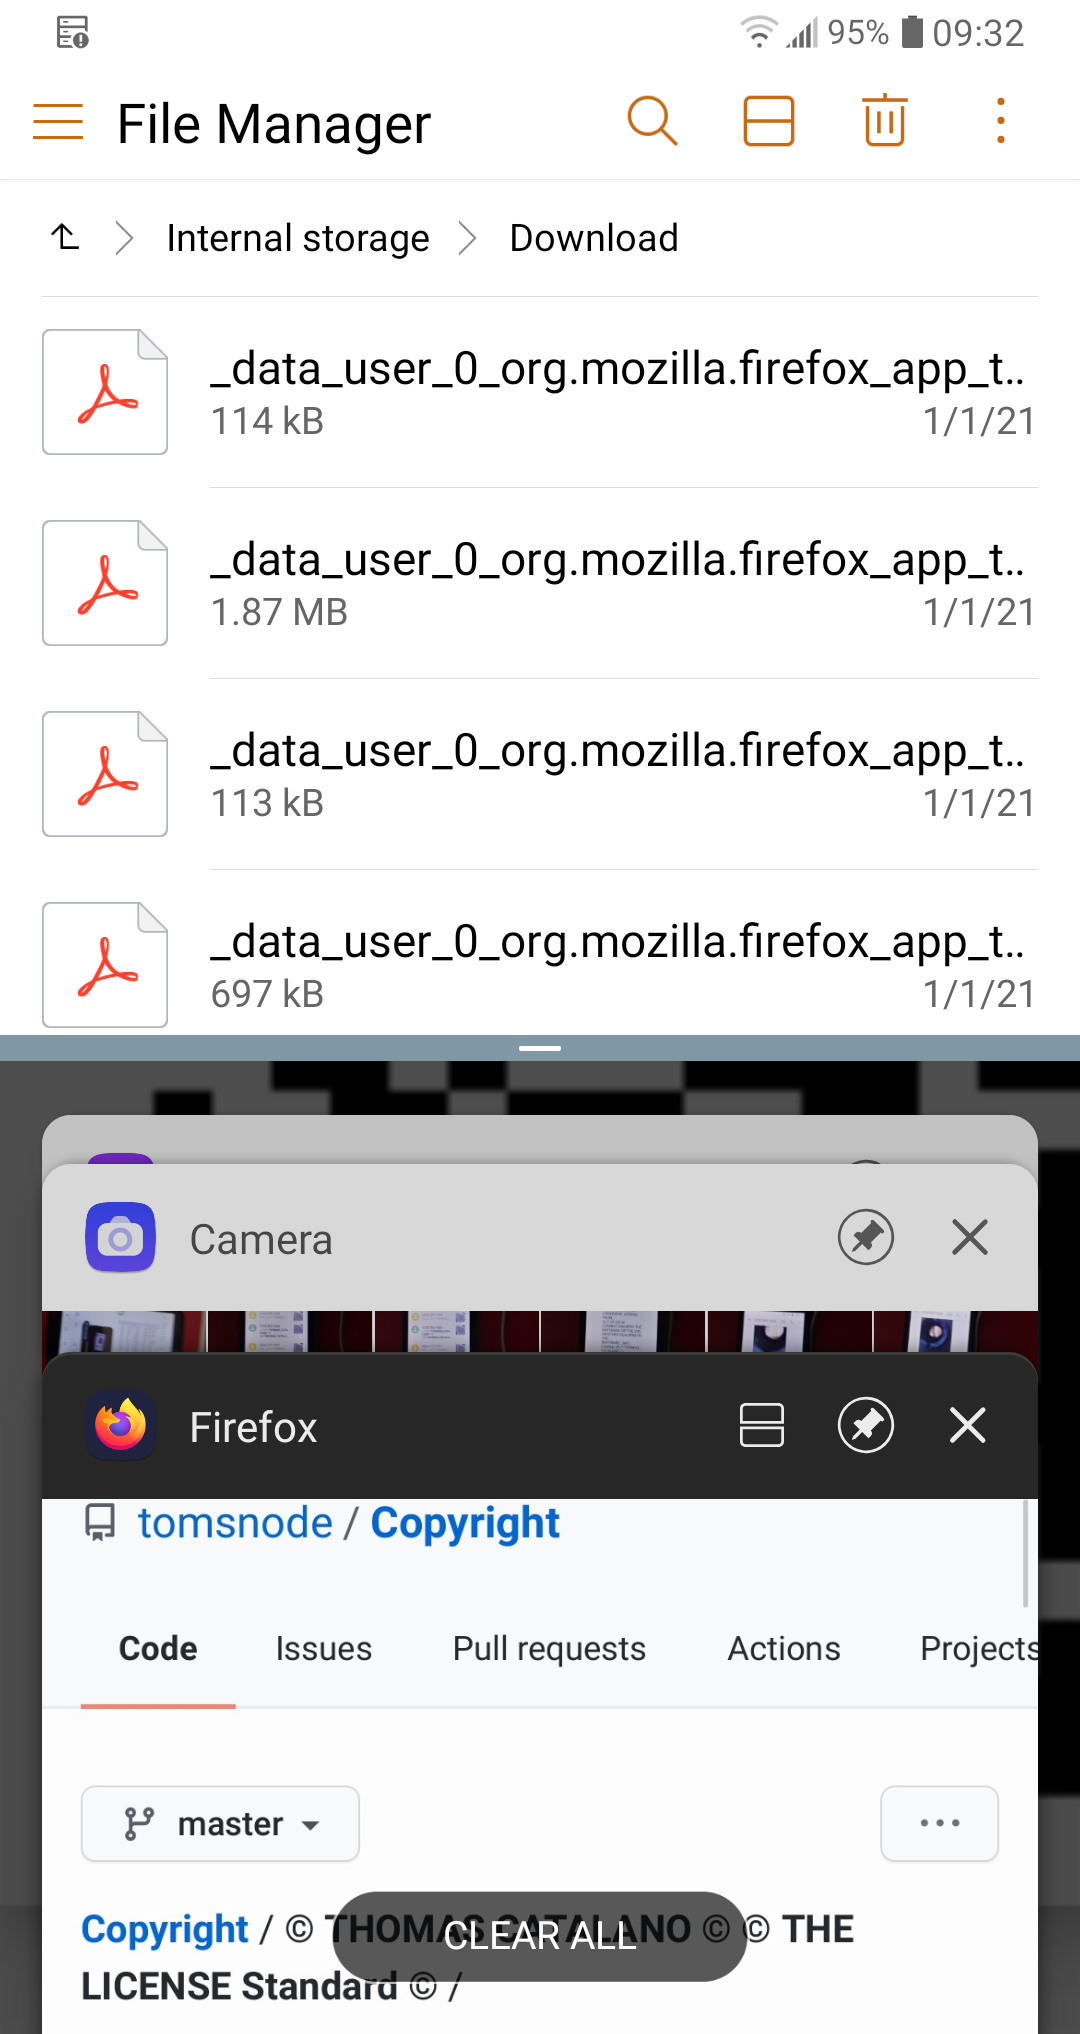 95% 09:32
File Manager
Internal storage > Download
_data_user_0_org.mozilla.firefox_app_t..
114 kB 1/1/21
_data_user_0_org.mozilla.firefox_app_t..
1.87 MB 1/1/21
_data_user_0_org.mozilla.firefox_app_t..
113 kB 1/1/21
_data_user_0_org.mozilla.firefox_app_t..
697 kB 1/1/21
Camera
Firefox
tomsnode / Copyright
Code Issues Pull requests Actions Projects
master
Copyright / © THOMAS CATALANO © © THE
CLEAR ALL
LICENSE Standard © /